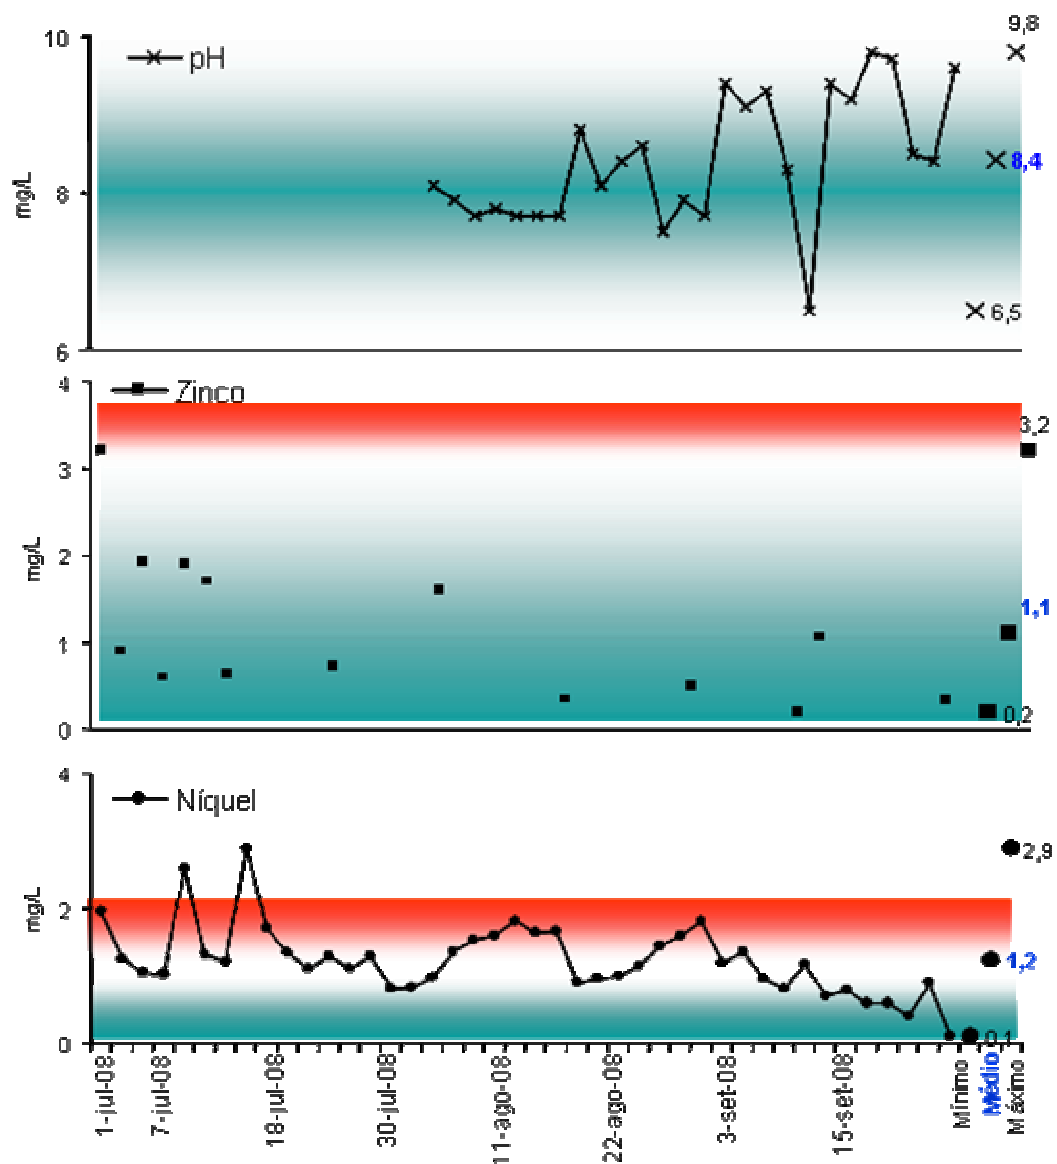 9,8
10
pH
8,4
mg/L
8
6,5
6
4
Zinco
3,2
3
mg/L
2
1,1
1
0,2
0
4
Níquel
2,9
mg/L
2
1,2
0
0,1
1-jul-08
7-jul-08
18-jul-08
30-jul-08
11-ago-08
22-ago-08
3-set-08
15-set-08
Mínimo
Médio
Máximo